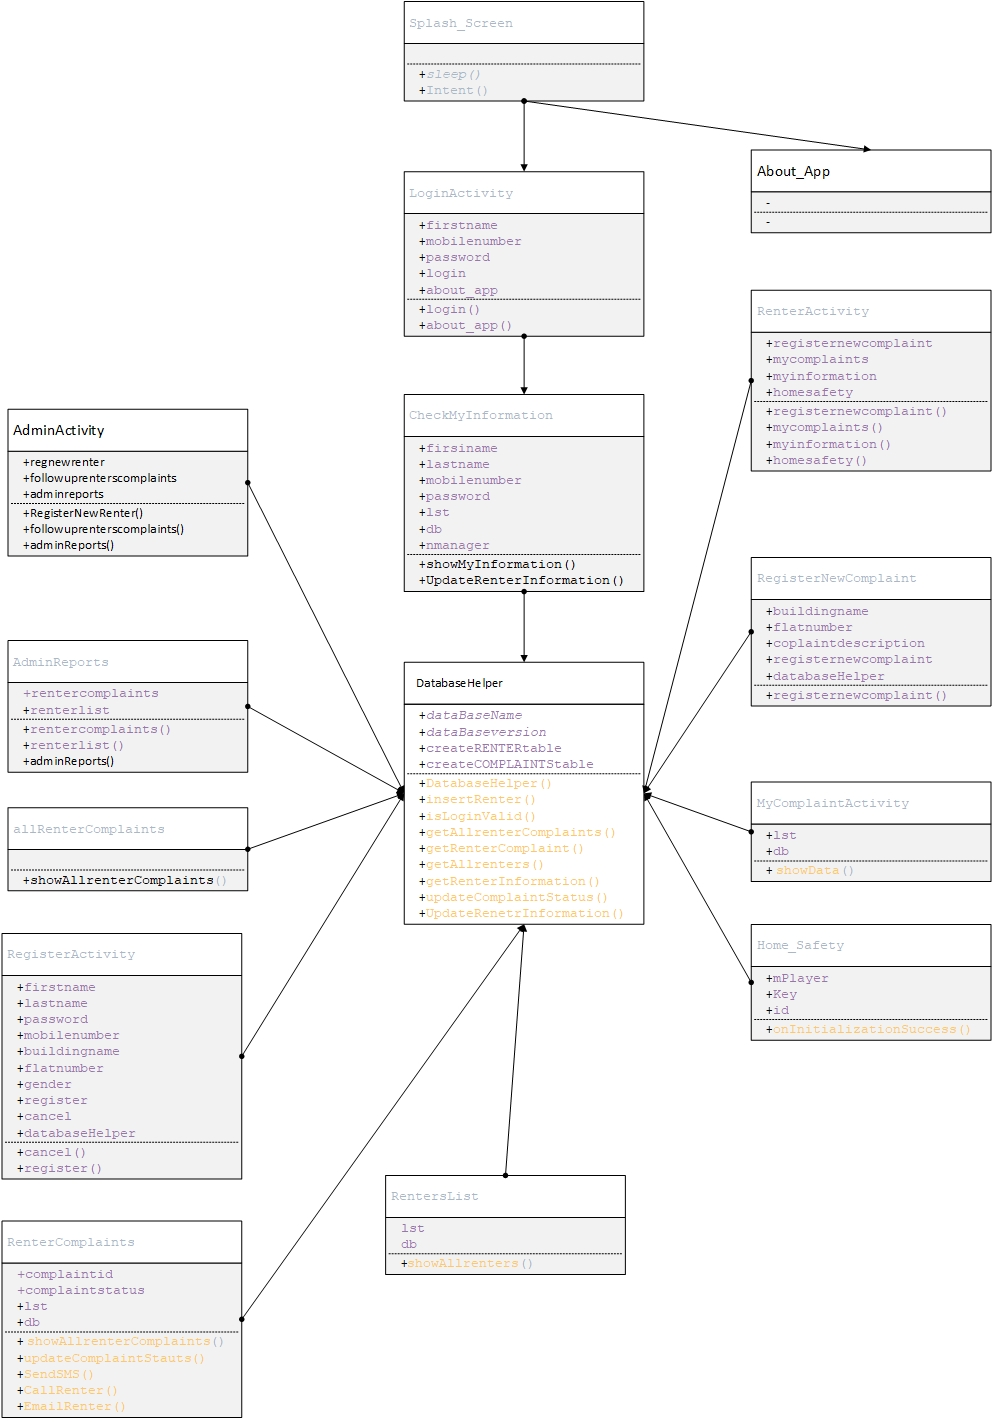 Splash_Screen
+sleep()
+Intent()
About_App
-
-
LoginActivity
+firstname
+mobilenumber
+password
+login
+about_app
+login()
+about_app()
RenterActivity
+registernewcomplaint
+mycomplaints
+myinformation
+homesafety
+registernewcomplaint()
+mycomplaints()
+myinformation()
+homesafety()
CheckMyInformation
+firsiname
+lastname
+mobilenumber
+password
+lst
+db
+nmanager
+showMyInformation()
+UpdateRenterInformation()
AdminActivity
+regnewrenter
+followuprenterscomplaints
+adminreports
+RegisterNewRenter()
+followuprenterscomplaints()
+adminReports()
RegisterNewComplaint
+buildingname
+flatnumber
+coplaintdescription
+registernewcomplaint
+databaseHelper
+registernewcomplaint()
AdminReports
+rentercomplaints
+renterlist
+rentercomplaints()
+renterlist()
+adminReports()
DatabaseHelper
+dataBaseName
+dataBaseversion
+createRENTERtable
+createCOMPLAINTStable
+DatabaseHelper()
+insertRenter()
+isLoginValid()
+getAllrenterComplaints()
+getRenterComplaint()
+getAllrenters()
+getRenterInformation()
+updateComplaintStatus()
+UpdateRenetrInformation()
allRenterComplaints
+showAllrenterComplaints()
MyComplaintActivity
+lst
+db
+ showData()
RegisterActivity
+firstname
+lastname
+password
+mobilenumber
+buildingname
+flatnumber
+gender
+register
+cancel
+databaseHelper
+cancel()
+register()
Home_Safety
+mPlayer
+Key
+id
+onInitializationSuccess()
RentersList
lst
db
+showAllrenters()
RenterComplaints
+complaintid
+complaintstatus
+lst
+db
+ showAllrenterComplaints()
+updateComplaintStauts()
+SendSMS()
+CallRenter()
+EmailRenter()